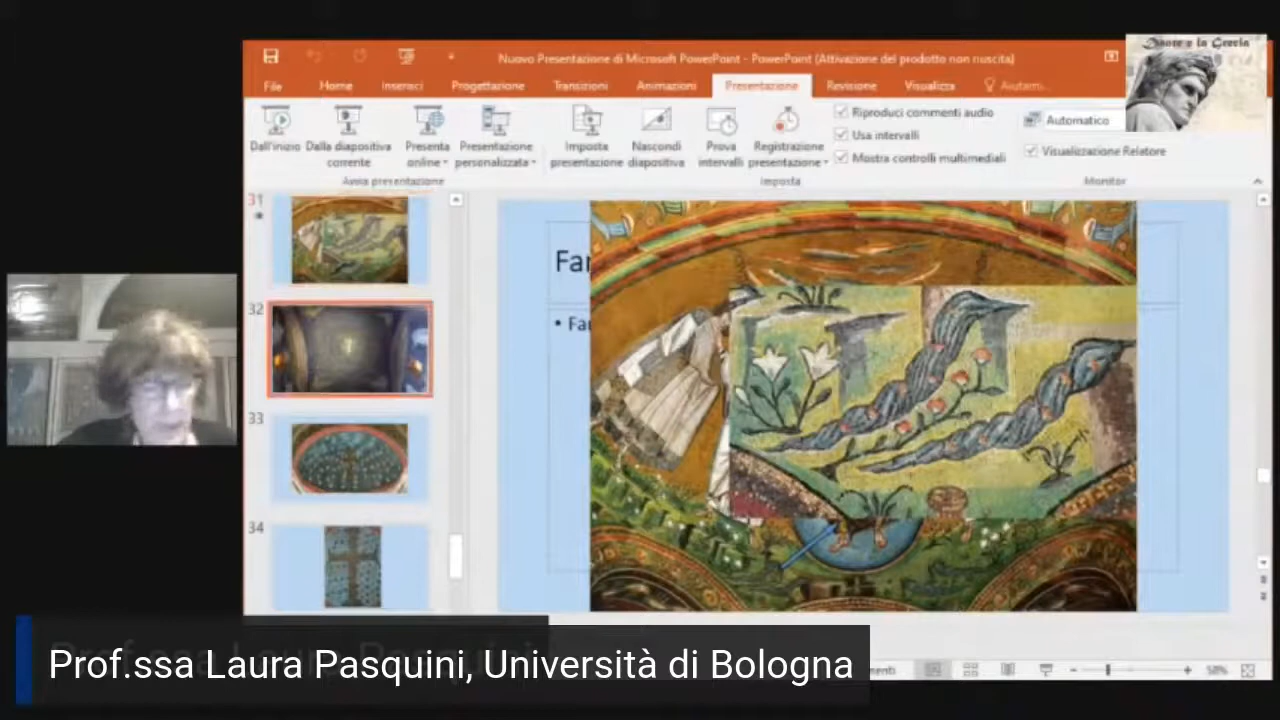 Dante e la Grecia
Nuovo Presentazione di Microsoft PowerPoint - PowerPoint (Attivazione del prodotto non riuscita)
File Home Inserisci Progettazione Transizioni Animazioni Presentazione Revisione Visualizza
Dall'inizio Dalla diapositiva corrente Presenta online Presentazione personalizzata Imposta presentazione Nascondi diapositiva Prova intervalli Registrazione presentazione
Riproduci commenti audio
Usa intervalli
Mostra controlli multimediali
Automatico
Visualizzazione Relatore
Avvia presentazione Imposta Monitor
31
32
33
34
Far
• Fa
58%
Prof.ssa Laura Pasquini, Università di Bologna